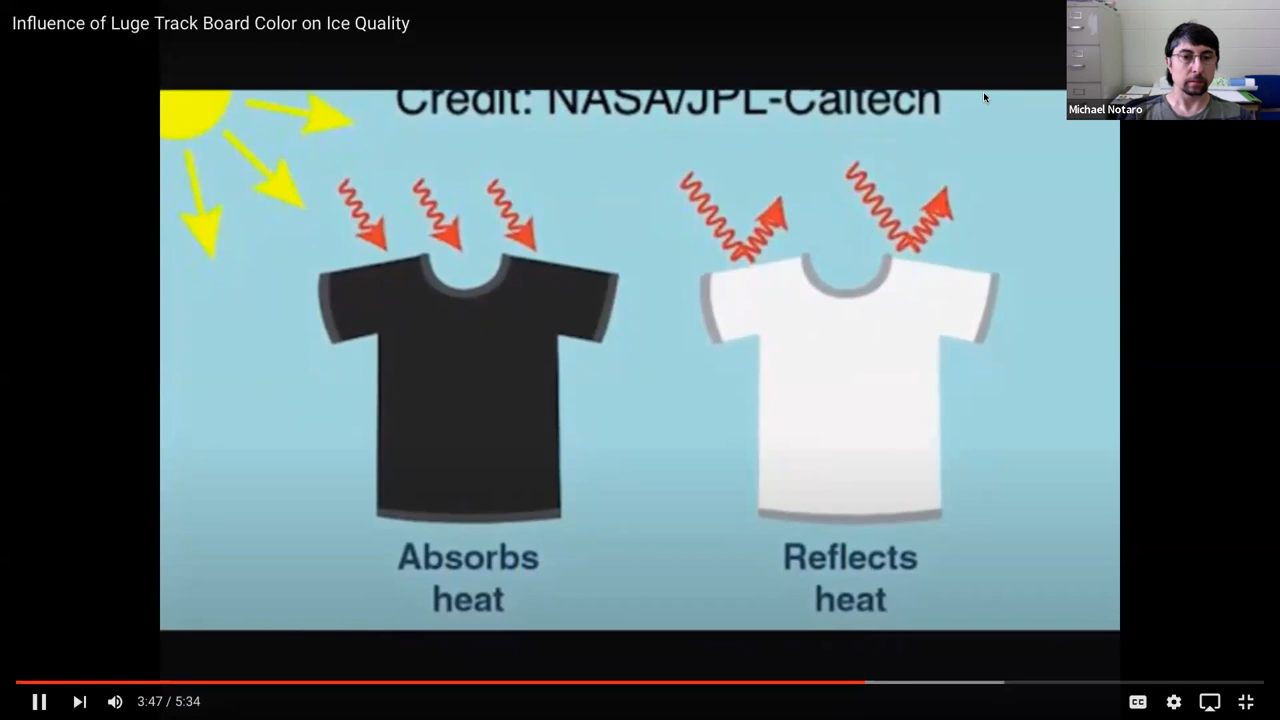 Influence of Luge Track Board Color on Ice Quality
Michael Notaro
Credit: NASA/JPL-Caltech
Absorbs
heat
Reflects
heat
3:47 / 5:34
CC